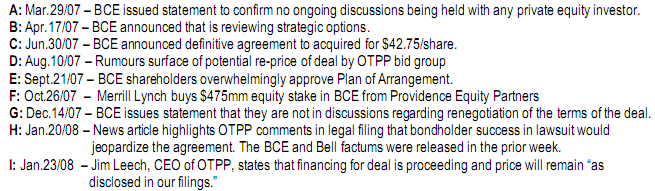 A: Mar.29/07 – BCE issued statement to confirm no ongoing discussions being held with any private equity investor.
B: Apr.17/07 – BCE announced that is reviewing strategic options.
C: Jun.30/07 – BCE announced definitive agreement to acquired for $42.75/share.
D: Aug.10/07 – Rumours surface of potential re-price of deal by OTPP bid group
E: Sept.21/07 – BCE shareholders overwhelmingly approve Plan of Arrangement.
F: Oct.26/07 – Merrill Lynch buys $475mm equity stake in BCE from Providence Equity Partners
G: Dec.14/07 – BCE issues statement that they are not in discussions regarding renegotiation of the terms of the deal.
H: Jan.20/08 – News article highlights OTPP comments in legal filing that bondholder success in lawsuit would
jeopardize the agreement. The BCE and Bell factums were released in the prior week.
I: Jan.23/08 – Jim Leech, CEO of OTPP, states that financing for deal is proceeding and price will remain “as
disclosed in our filings.”